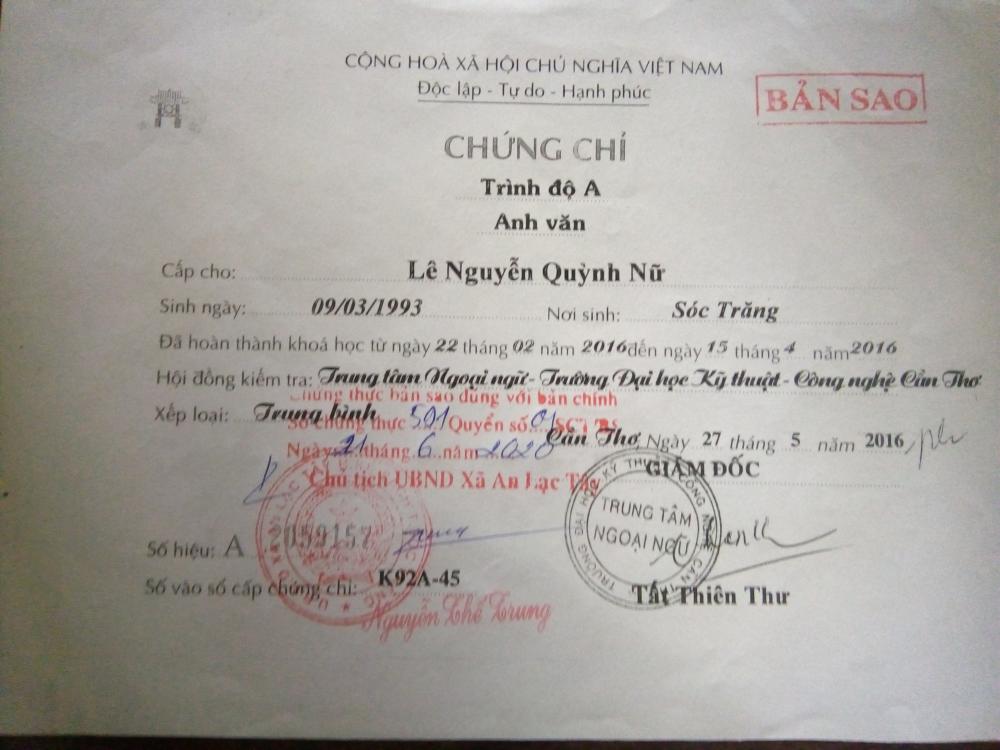 CỘNG HOÀ XÃ HỘI CHỦ NGHĨA VIỆT NAM
Độc lập - Tự do - Hạnh phúc
BẢN SAO
CHỨNG CHỈ
Trình độ A
Anh văn
Cấp cho: Lê Nguyễn Quỳnh Nữ
Sinh ngày: 09/03/1993 Nơi sinh: Sóc Trăng
Đã hoàn thành khoá học từ ngày 22 tháng 02 năm 2016 đến ngày 15 tháng 4 năm 2016
Hội đồng kiểm tra: Trung tâm Ngoại ngữ - Trường Đại học Kỹ thuật - Công nghệ Cần Thơ
Chứng thực bản sao đúng với bản chính
Xếp loại: Trung bình
Số chứng thực 501 Quyển số 01 SCT/BS
Cần Thơ, Ngày 27 tháng 5 năm 2016
Ngày 21 tháng 6 năm 2020
GIÁM ĐỐC
Chủ tịch UBND Xã An Lạc Tây
TRUNG TÂM
NGOẠI NGỮ
Số hiệu: A 2059157
Số vào sổ cấp chứng chỉ: K92A-45
Tất Thiên Thư
Nguyễn Chế Trung